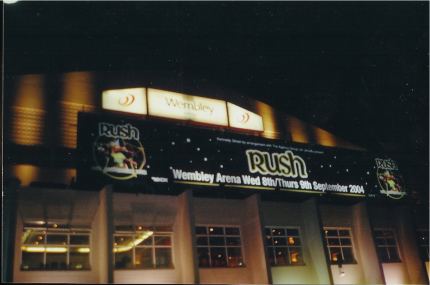 Wembley
RUSH
RUSH
Wembley Arena Wed 8th/Thurs 9th September 2004
RUSH